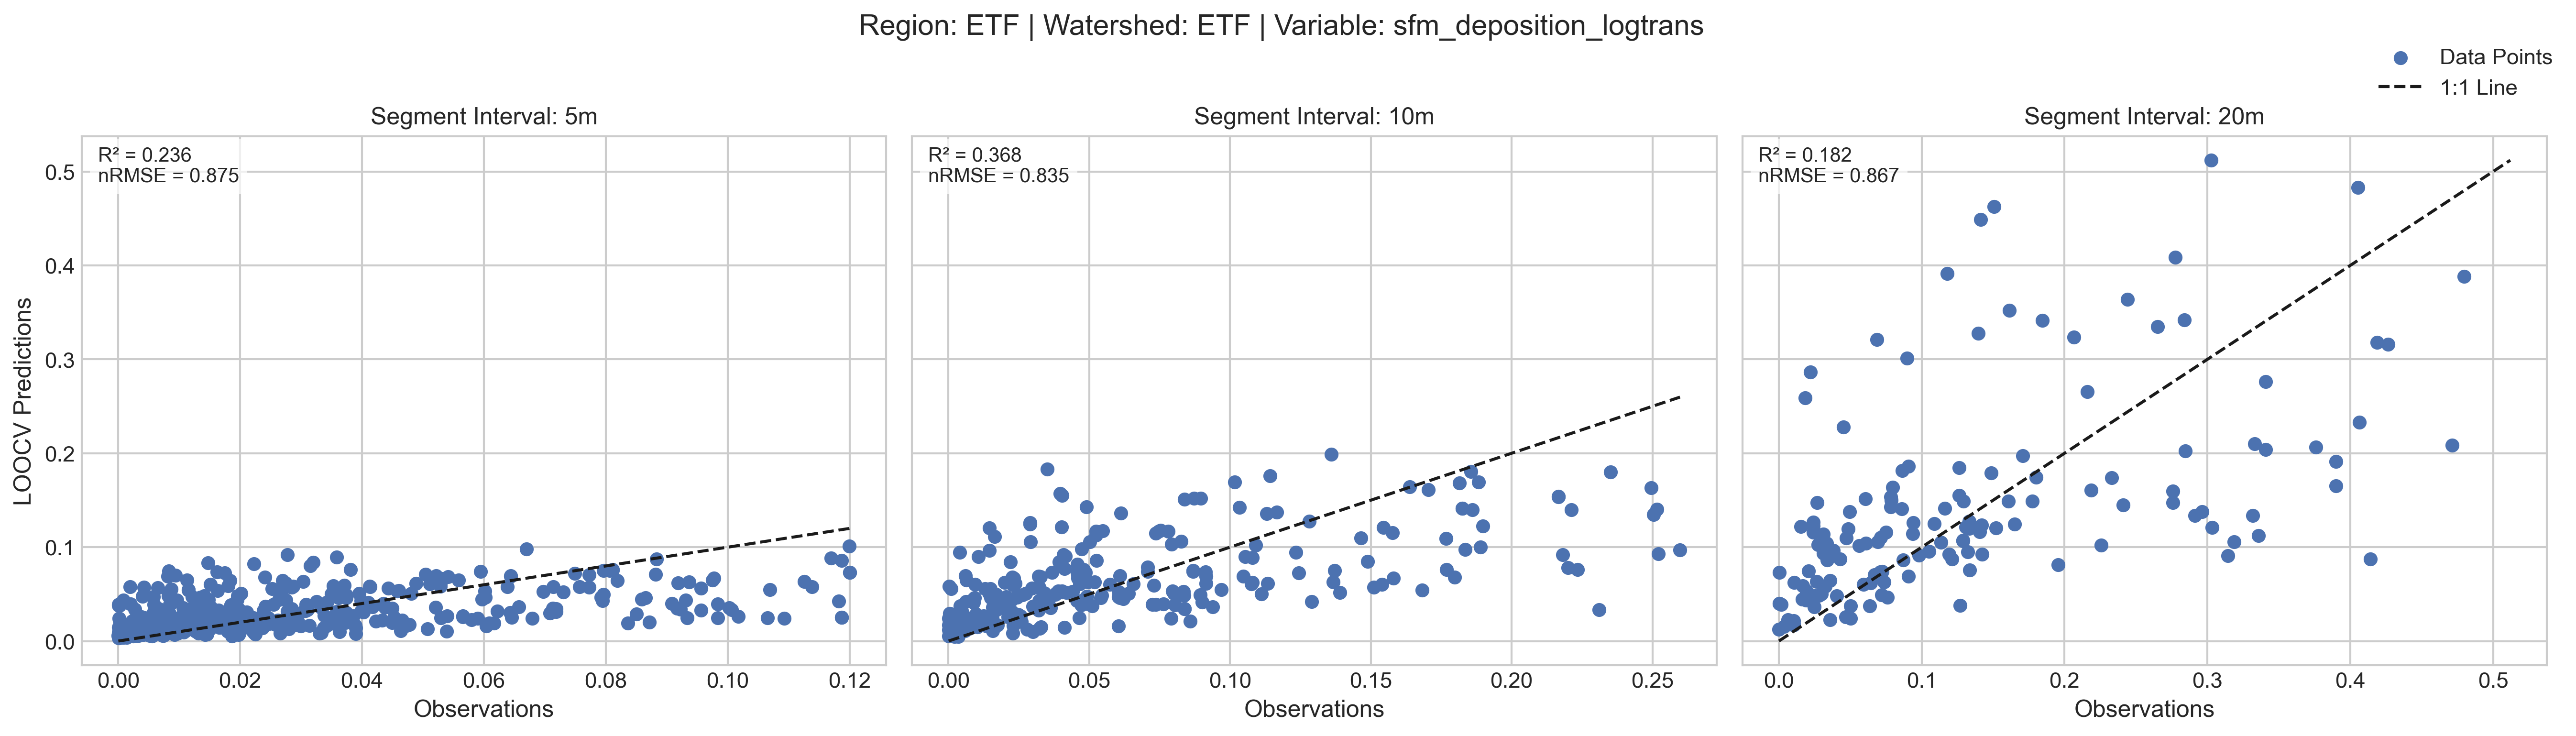 Region: ETF | Watershed: ETF | Variable: sfm_deposition_logtrans
Data Points
1:1 Line
Segment Interval: 5m
R² = 0.236
nRMSE = 0.875
LOOCV Predictions
0.5
0.4
0.3
0.2
0.1
0.0
0.00 0.02 0.04 0.06 0.08 0.10 0.12
Observations
Segment Interval: 10m
R² = 0.368
nRMSE = 0.835
0.00 0.05 0.10 0.15 0.20 0.25
Observations
Segment Interval: 20m
R² = 0.182
nRMSE = 0.867
0.0 0.1 0.2 0.3 0.4 0.5
Observations